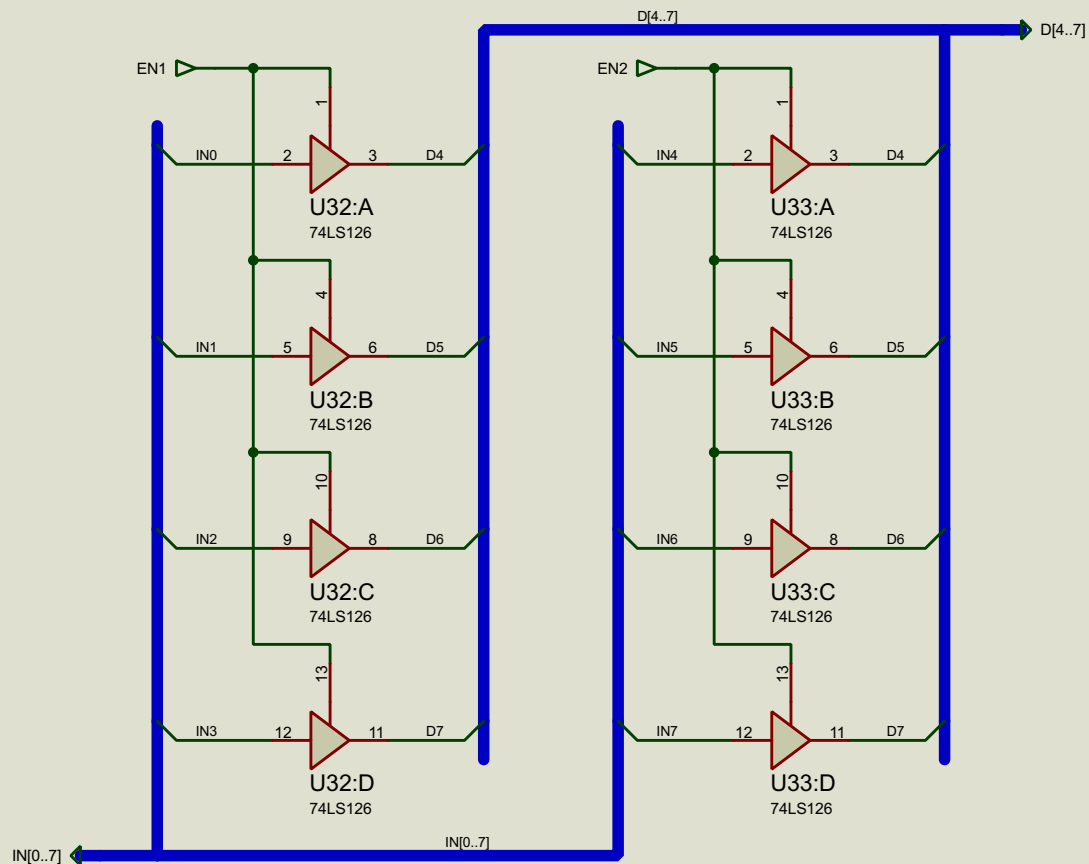 D[4..7]
D[4..7]
EN1
EN2
1
1
IN0
2
3
D4
IN4
2
3
D4
U32:A
74LS126
U33:A
74LS126
4
4
IN1
5
6
D5
IN5
5
6
D5
U32:B
74LS126
U33:B
74LS126
10
10
IN2
9
8
D6
IN6
9
8
D6
U32:C
74LS126
U33:C
74LS126
13
13
IN3
12
11
D7
IN7
12
11
D7
U32:D
74LS126
U33:D
74LS126
IN[0..7]
IN[0..7]